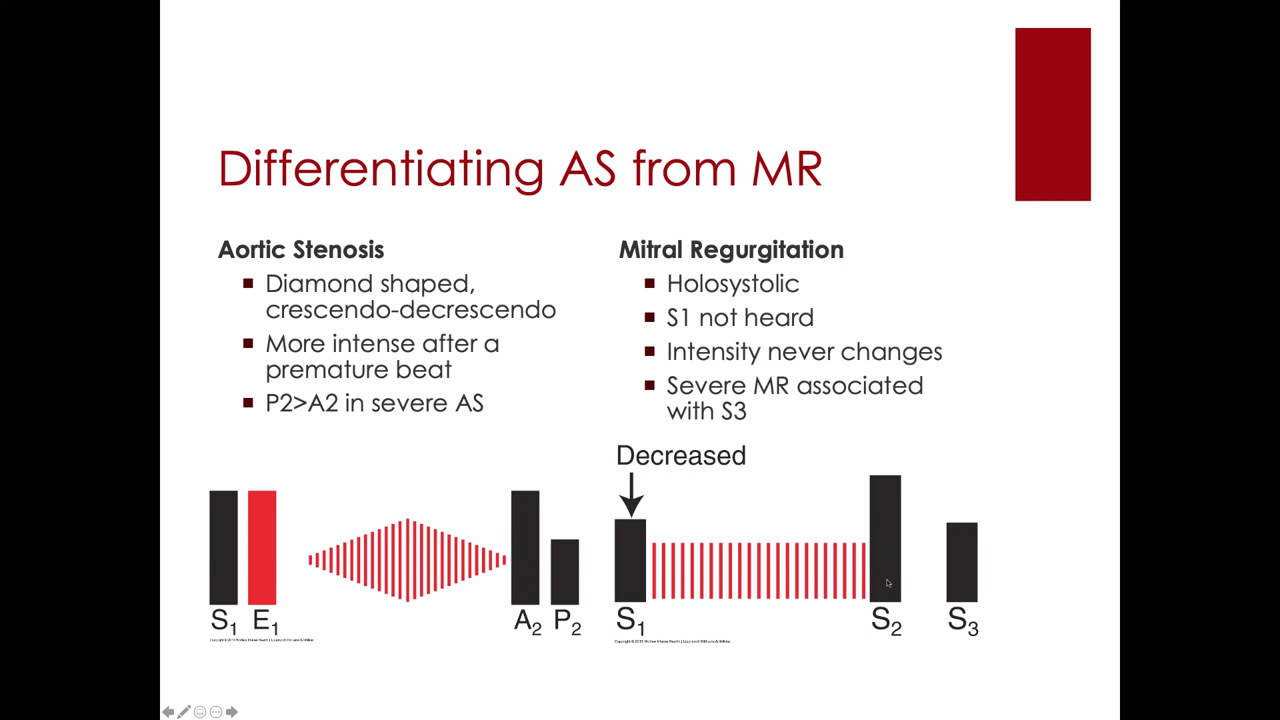 Differentiating AS from MR
Aortic Stenosis
Diamond shaped,
crescendo-decrescendo
More intense after a
premature beat
P2>A2 in severe AS
Mitral Regurgitation
Holosystolic
S1 not heard
Intensity never changes
Severe MR associated
with S3
Decreased
S1 E1 A2 P2
S1 S2 S3